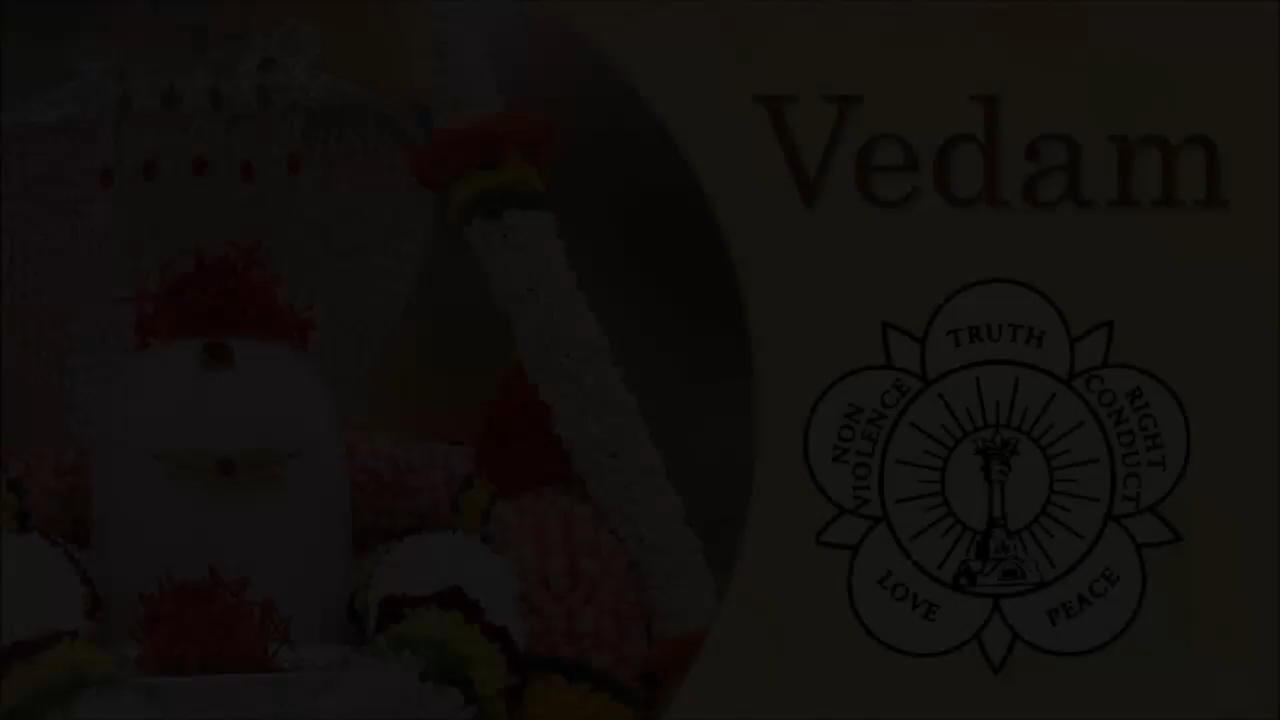 Vedam
TRUTH
NON
VIOLENCE
RIGHT
CONDUCT
LOVE
PEACE